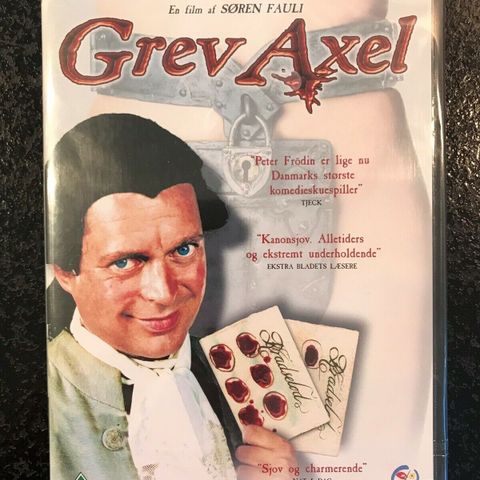 En film af SØREN FAULI
Grev Axel
"Peter Frödin er lige nu
Danmarks største
komedieskuespiller"
TJECK
"Kanonsjov. Alletiders
og ekstremt underholdende"
EKSTRA BLADETS LÆSERE
"Sjov og charmerende"